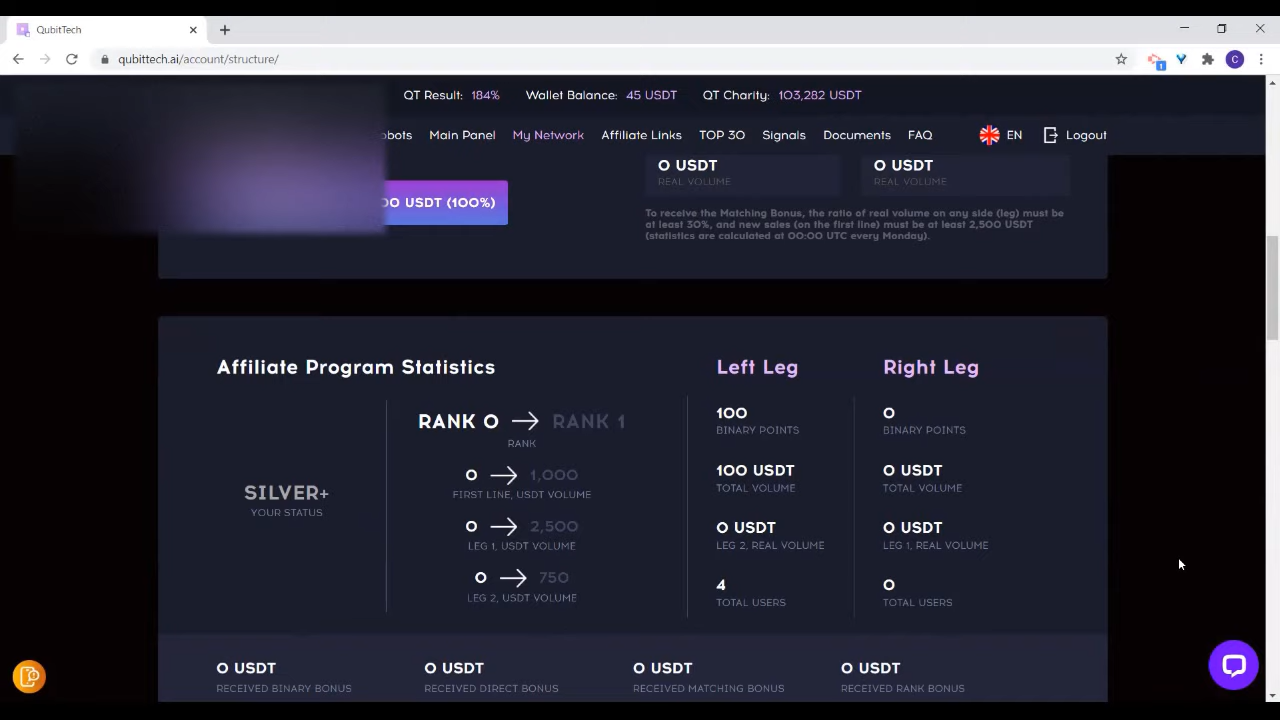 QubitTech
qubittech.ai/account/structure/
C
1
QT Result: 184% Wallet Balance: 45 USDT QT Charity: 103,282 USDT
Main Panel My Network Affiliate Links TOP 30 Signals Documents FAQ EN Logout
0 USDT 0 USDT
REAL VOLUME REAL VOLUME
USDT (100%)
To receive the Matching Bonus, the ratio of real volume on any side (leg) must be
at least 30%, and new sales (on the first line) must be at least 2,500 USDT
(statistics are calculated at 00:00 UTC every Monday).
Affiliate Program Statistics
SILVER+
YOUR STATUS
RANK 0 → RANK 1
RANK
0 → 1,000
FIRST LINE, USDT VOLUME
0 → 2,500
LEG 1, USDT VOLUME
0 → 750
LEG 2, USDT VOLUME
Left Leg
100
BINARY POINTS
100 USDT
TOTAL VOLUME
0 USDT
LEG 2, REAL VOLUME
4
TOTAL USERS
Right Leg
0
BINARY POINTS
0 USDT
TOTAL VOLUME
0 USDT
LEG 1, REAL VOLUME
0
TOTAL USERS
0 USDT 0 USDT 0 USDT 0 USDT
RECEIVED BINARY BONUS RECEIVED DIRECT BONUS RECEIVED MATCHING BONUS RECEIVED RANK BONUS